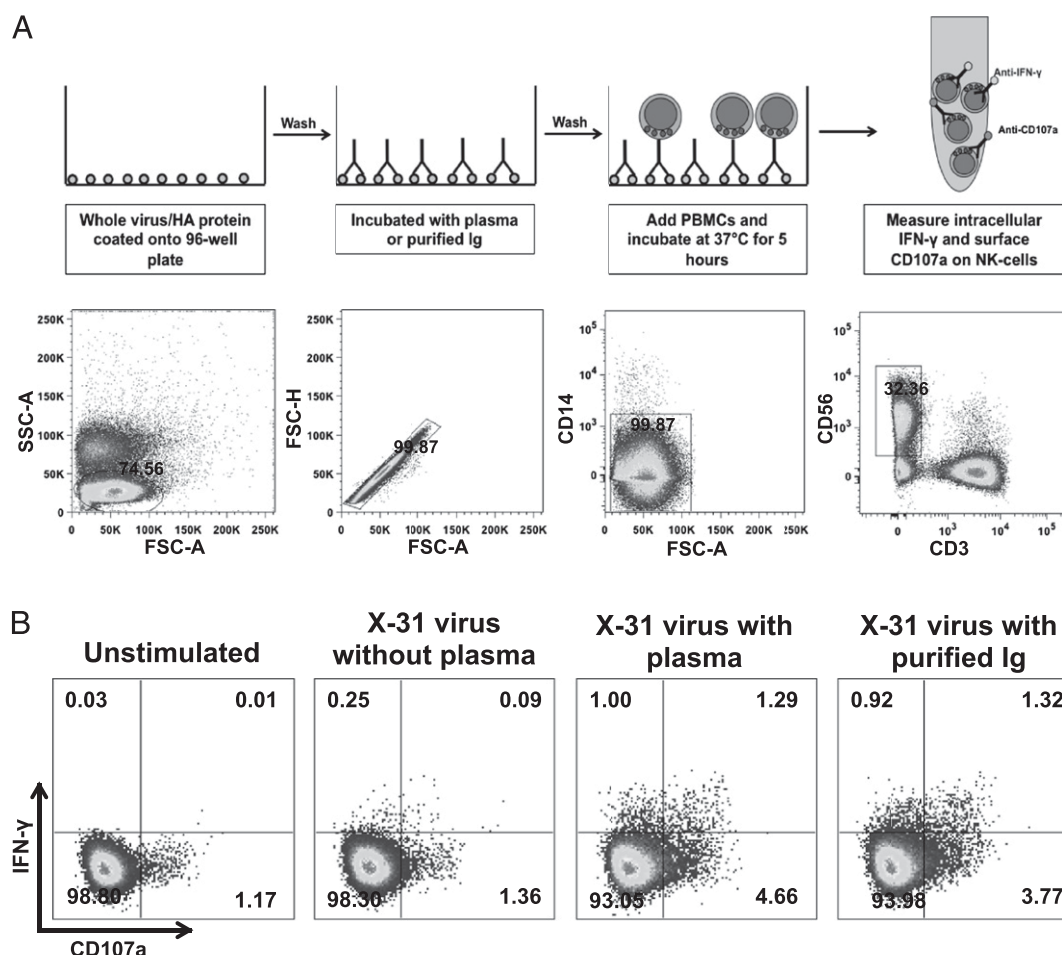 A
Wash
Wash
Anti-IFN-γ
Anti-CD107a
Whole virus/HA protein
coated onto 96-well
plate
Incubated with plasma
or purified Ig
Add PBMCs and
incubate at 37°C for 5
hours
Measure intracellular
IFN-γ and surface
CD107a on NK-cells
250K
200K
150K
100K
50K
0
SSC-A
74.56
0 50K 100K 150K 200K 250K
FSC-A
250K
200K
150K
100K
50K
0
FSC-H
99.87
0 50K 100K 150K 200K 250K
FSC-A
10⁵
10⁴
10³
0
CD14
99.87
0 50K 100K 150K 200K 250K
FSC-A
10⁵
10⁴
10³
0
CD56
32.36
0 10³ 10⁴ 10⁵
CD3
B
Unstimulated
X-31 virus
without plasma
X-31 virus with
plasma
X-31 virus with
purified Ig
0.03 0.01
98.80 1.17
0.25 0.09
98.30 1.36
1.00 1.29
93.05 4.66
0.92 1.32
93.98 3.77
IFN-γ
CD107a